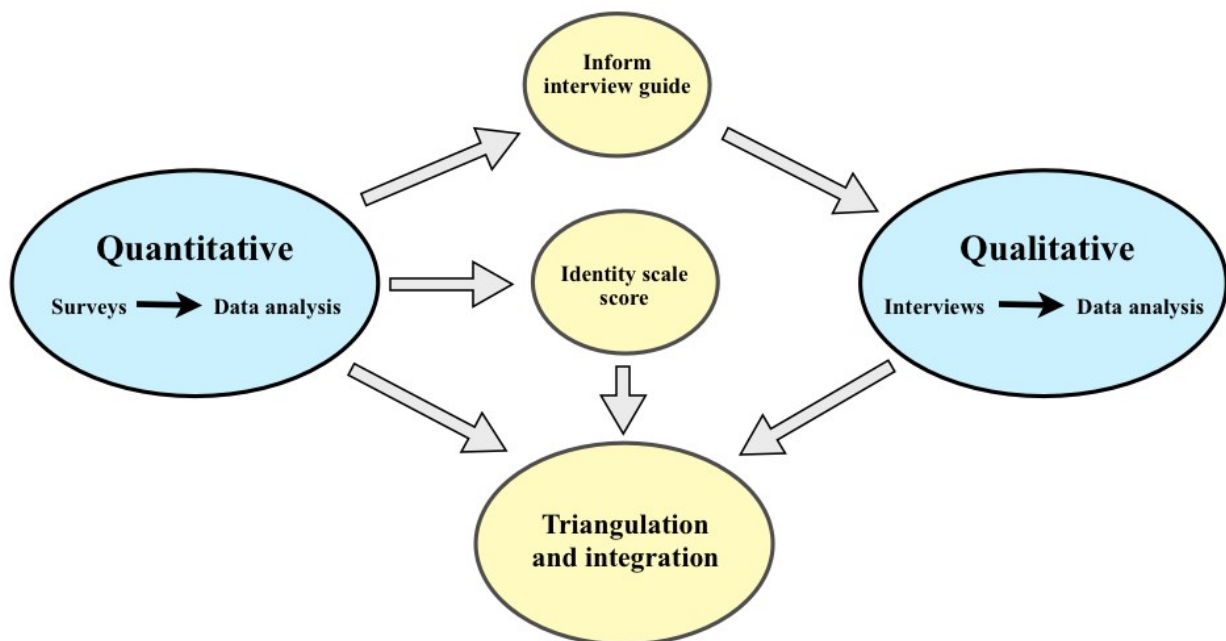 Inform
interview guide
Quantitative
Surveys Data analysis
Identity scale
score
Qualitative
Interviews Data analysis
Triangulation
and integration